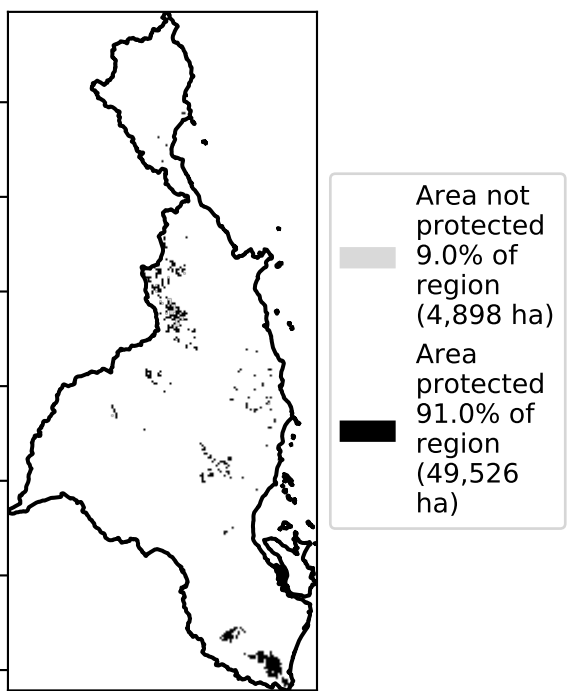 Area not
protected
9.0% of
region
(4,898 ha)
Area
protected
91.0% of
region
(49,526
ha)